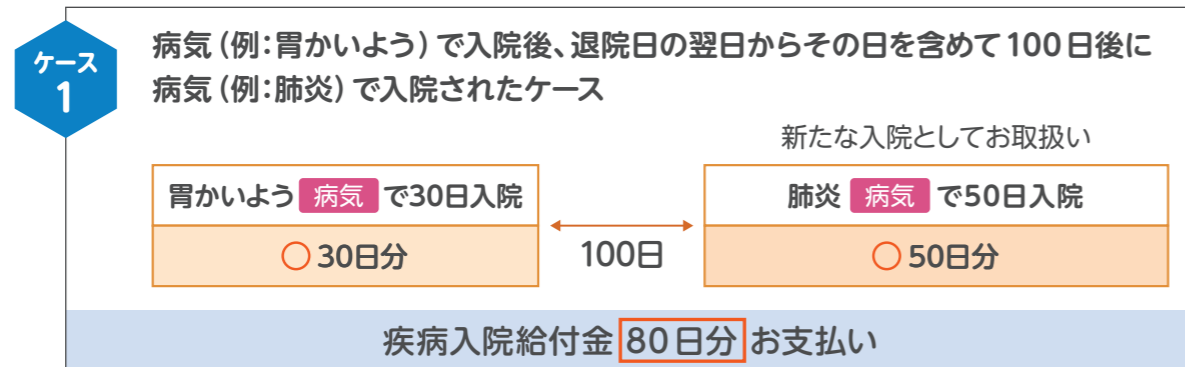 ケース
1
病気(例:胃かいよう)で入院後、退院日の翌日からその日を含めて100日後に
病気(例:肺炎)で入院されたケース
新たな入院としてお取扱い
胃かいよう 病気 で30日入院
肺炎 病気 で50日入院
100日
○30日分
○50日分
疾病入院給付金 80日分 お支払い